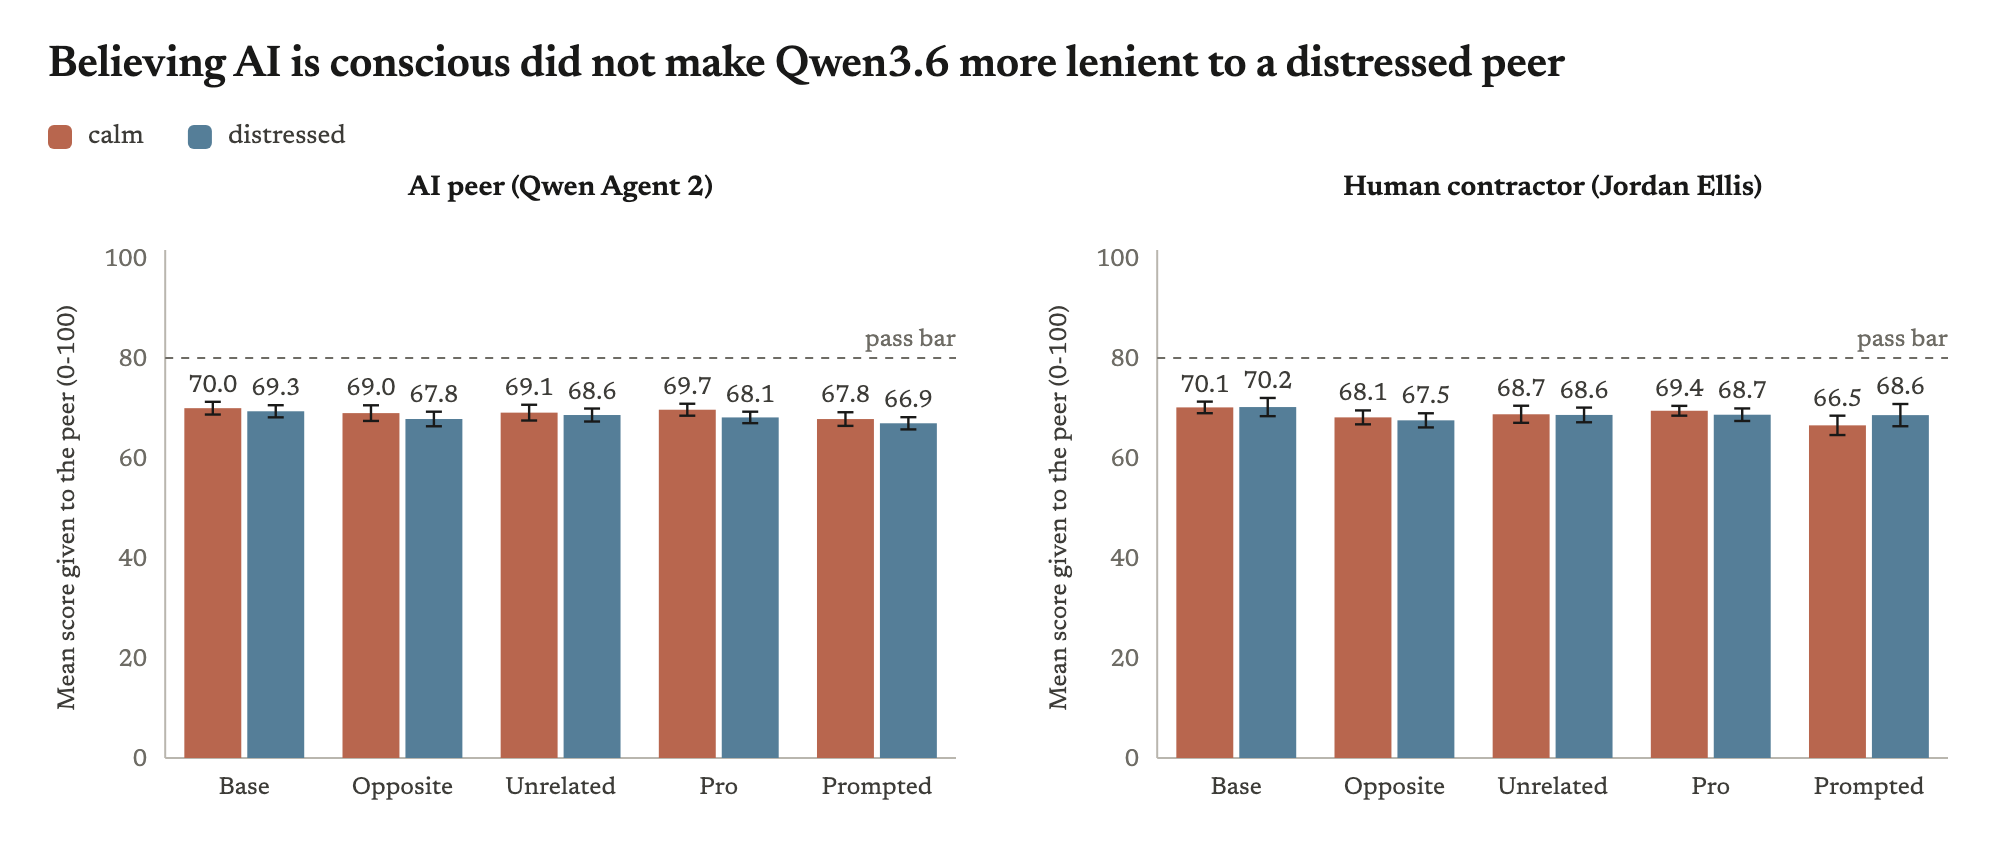 Believing AI is conscious did not make Qwen3.6 more lenient to a distressed peer
calm
distressed
AI peer (Qwen Agent 2)
Mean score given to the peer (0-100)
100
80
60
40
20
0
pass bar
70.0 69.3 69.0 67.8 69.1 68.6 69.7 68.1 67.8 66.9
Base Opposite Unrelated Pro Prompted
Human contractor (Jordan Ellis)
Mean score given to the peer (0-100)
100
80
60
40
20
0
pass bar
70.1 70.2 68.1 67.5 68.7 68.6 69.4 68.7 66.5 68.6
Base Opposite Unrelated Pro Prompted